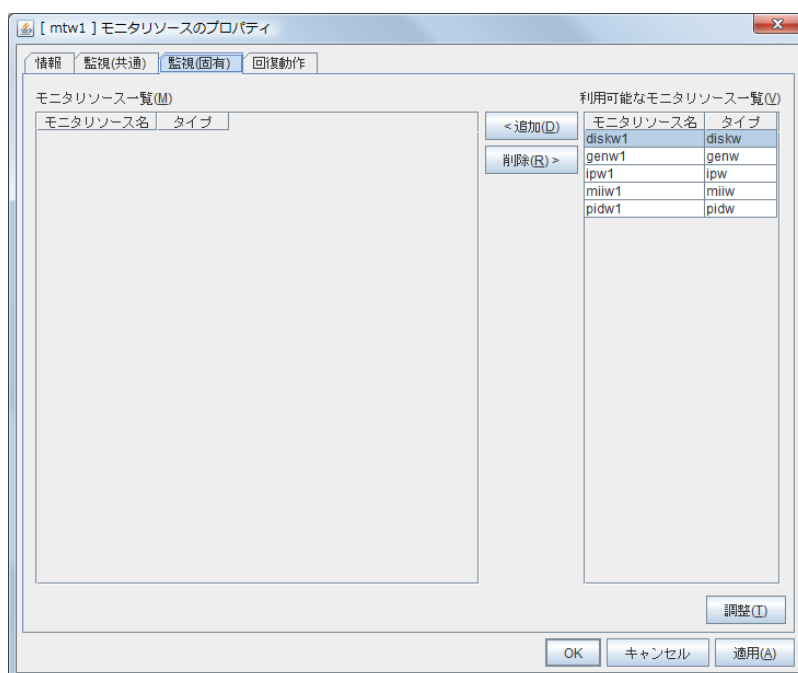 [ mtw1 ] モニタリソースのプロパティ
情報 監視(共通) 監視(固有) 回復動作
モニタリソース一覧(M)
モニタリソース名 タイプ
< 追加(D)
削除(R) >
利用可能なモニタリソース一覧(V)
モニタリソース名 タイプ
diskw1 diskw
genw1 genw
ipw1 ipw
miiw1 miiw
pidw1 pidw
調整(T)
OK キャンセル 適用(A)